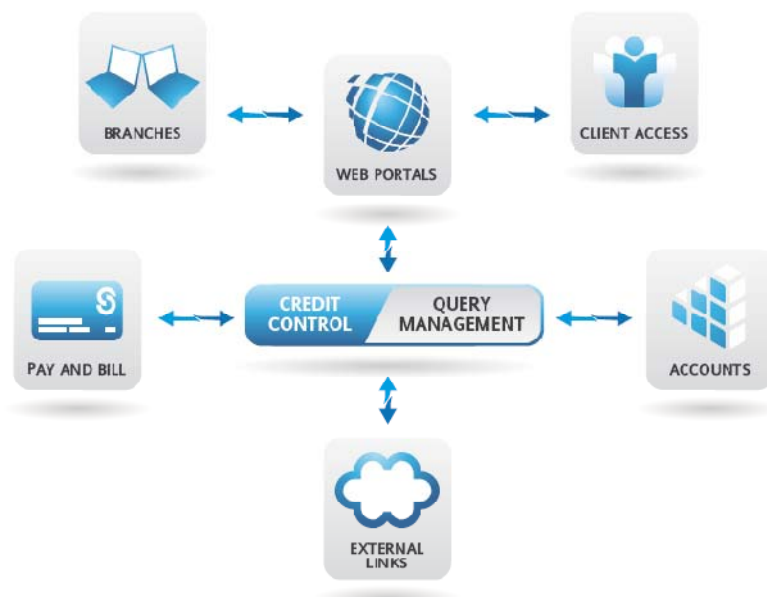 BRANCHES
CLIENT ACCESS
WEB PORTALS
CREDIT
CONTROL
QUERY
MANAGEMENT
PAY AND BILL
ACCOUNTS
EXTERNAL
LINKS